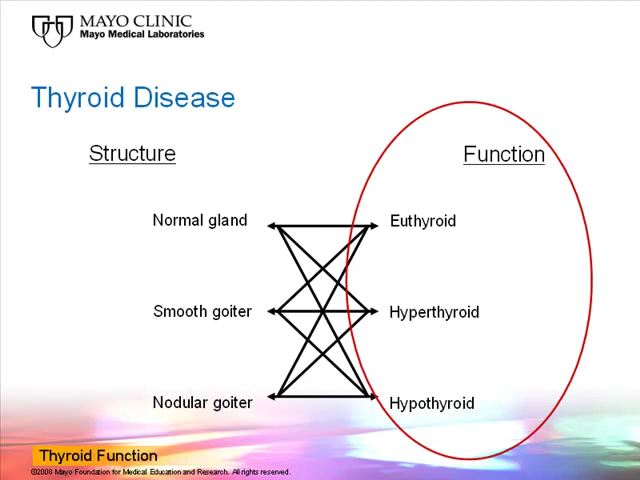 MAYO CLINIC
Mayo Medical Laboratories
Thyroid Disease
Structure
Function
Normal gland
Euthyroid
Smooth goiter
Hyperthyroid
Nodular goiter
Hypothyroid
Thyroid Function
©2008 Mayo Foundation for Medical Education and Research. All rights reserved.